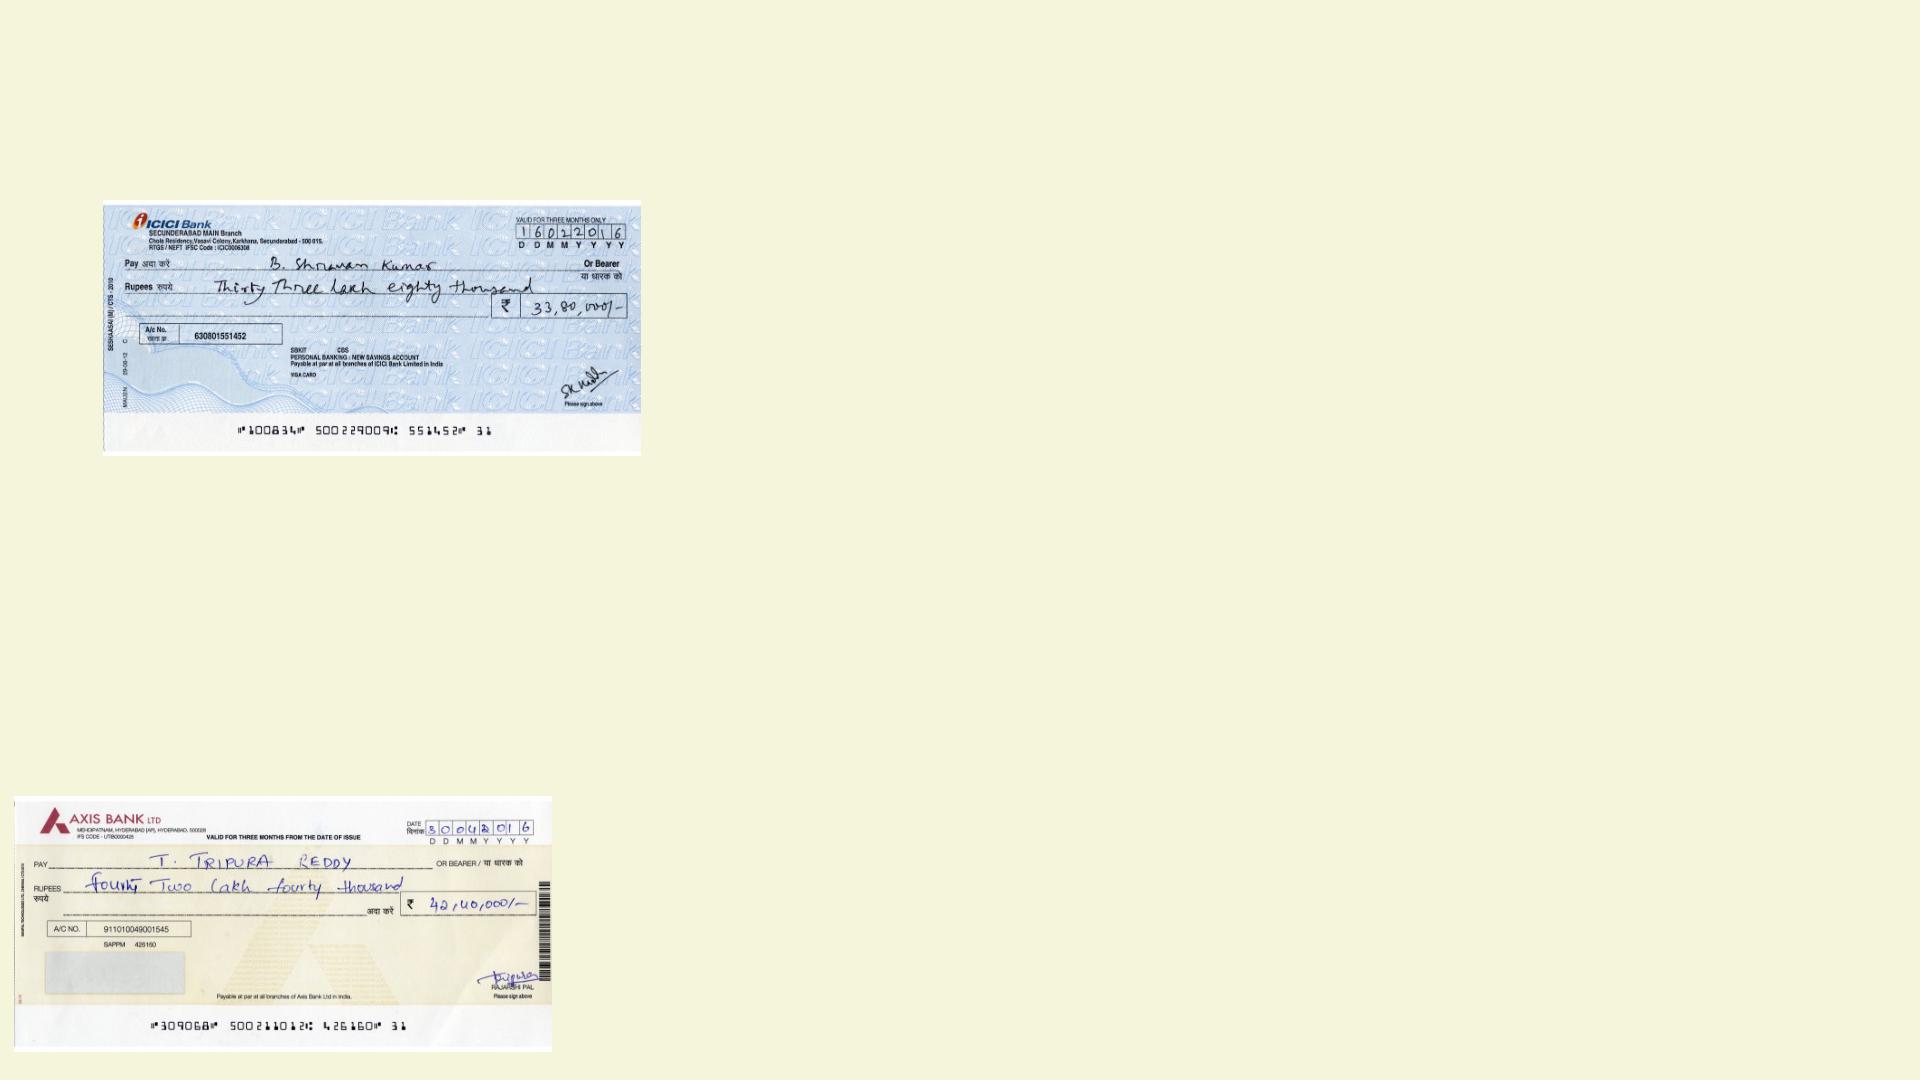 ICICI Bank
SECUNDERABAD MAIN Branch
Chola Residency,Vasavi Colony,Karkhana, Secunderabad - 500 015.
RTGS / NEFT IFSC Code : ICIC0006308
VALID FOR THREE MONTHS ONLY
1 6 0 2 2 0 1 6
D D M M Y Y Y Y
Pay अदा करें B. Shravan Kumar Or Bearer
या धारक को
Rupees रुपये Thirty Three lakh eighty thousand
₹ 33,80,000/-
A/c No. 630801551452
खाता क्र.
SBKIT CBS
PERSONAL BANKING : NEW SAVINGS ACCOUNT
Payable at par at all branches of ICICI Bank Limited in India
VISA CARD
Please sign above
SESHAASAI (M) / CTS - 2010
"100834" 500229009: 551452" 31
AXIS BANK LTD
MEHDIPATNAM, HYDERABAD [AP], HYDERABAD, 500028
IFS CODE - UTIB0000426
VALID FOR THREE MONTHS FROM THE DATE OF ISSUE
DATE
दिनांक 3 0 0 4 2 0 1 6
D D M M Y Y Y Y
PAY T. TRIPURA REDDY OR BEARER / या धारक को
RUPEES fourty Two lakh fourty thousand
रुपये
अदा करें ₹ 42,40,000/-
A/C NO. 911010049001545
SAPPM 426160
RAJARSHI PAL
Payable at par at all branches of Axis Bank Ltd in India.
Please sign above
"309068" 500211012: 426160" 31